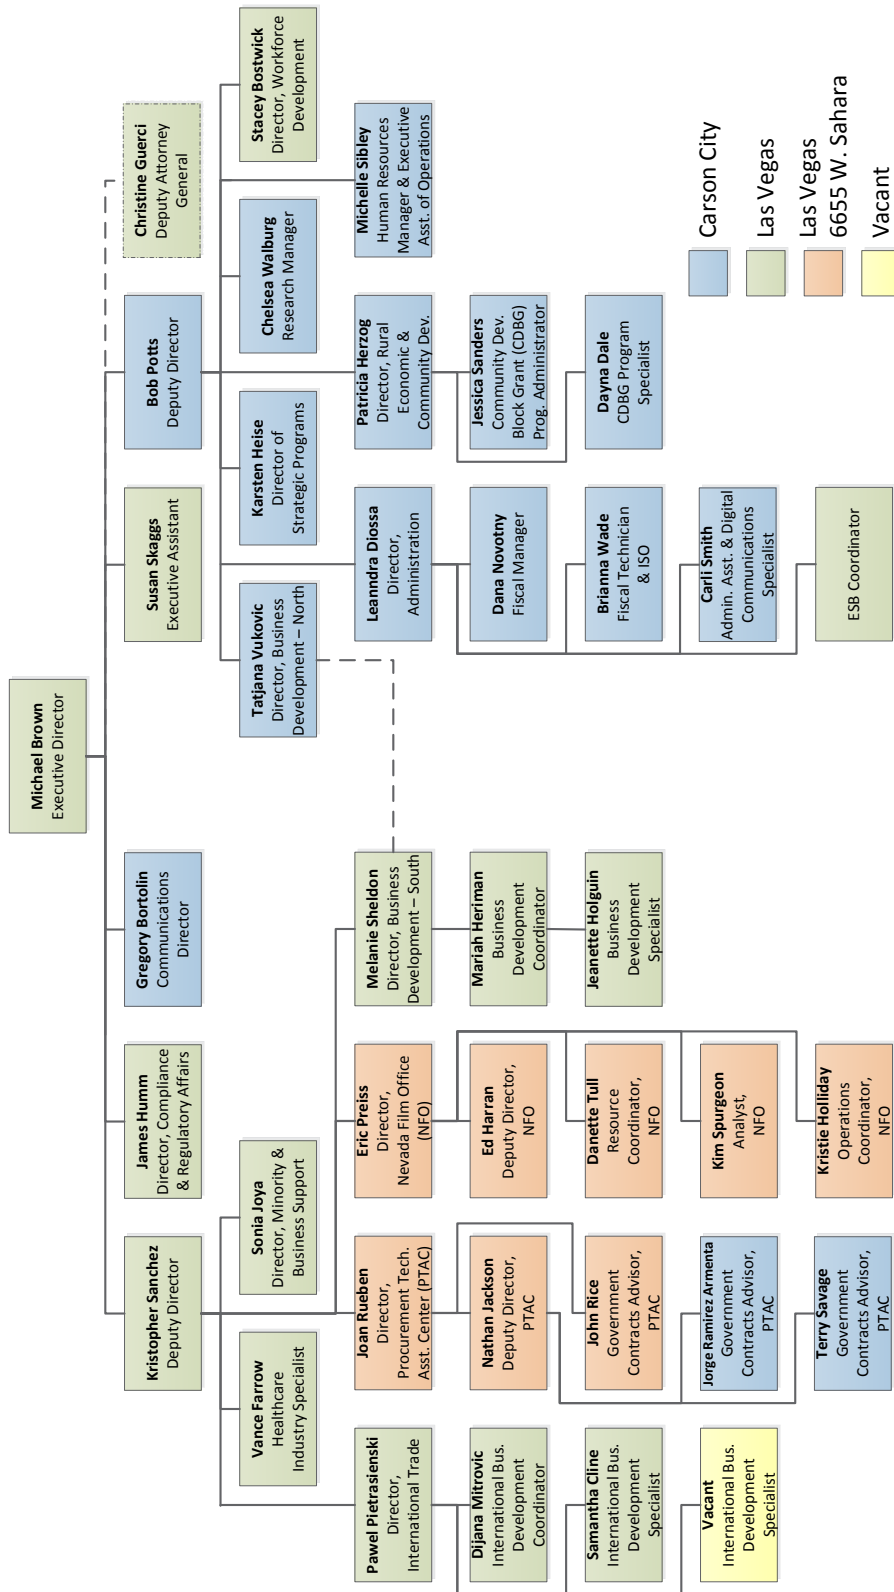 Michael Brown
Executive Director
Kristopher Sanchez
Deputy Director
James Humm
Director, Compliance
& Regulatory Affairs
Gregory Bortolin
Communications
Director
Susan Skaggs
Executive Assistant
Bob Potts
Deputy Director
Christine Guerci
Deputy Attorney
General
Vance Farrow
Healthcare
Industry Specialist
Sonia Joya
Director, Minority &
Business Support
Tatjana Vukovic
Director, Business
Development – North
Karsten Heise
Director of
Strategic Programs
Chelsea Walburg
Research Manager
Stacey Bostwick
Director, Workforce
Development
Pawel Pietrasienski
Director,
International Trade
Joan Rueben
Director,
Procurement Tech.
Asst. Center (PTAC)
Eric Preiss
Director,
Nevada Film Office
(NFO)
Melanie Sheldon
Director, Business
Development – South
Leanndra Diossa
Director,
Administration
Patricia Herzog
Director, Rural
Economic &
Community Dev.
Michelle Sibley
Human Resources
Manager & Executive
Asst. of Operations
Dijana Mitrovic
International Bus.
Development
Coordinator
Nathan Jackson
Deputy Director,
PTAC
Ed Harran
Deputy Director,
NFO
Mariah Heriman
Business
Development
Coordinator
Dana Novotny
Fiscal Manager
Jessica Sanders
Community Dev.
Block Grant (CDBG)
Prog. Administrator
Samantha Cline
International Bus.
Development
Specialist
John Rice
Government
Contracts Advisor,
PTAC
Danette Tull
Resource
Coordinator,
NFO
Jeanette Holguin
Business
Development
Specialist
Brianna Wade
Fiscal Technician
& ISO
Dayna Dale
CDBG Program
Specialist
Vacant
International Bus.
Development
Specialist
Jorge Ramirez Armenta
Government
Contracts Advisor,
PTAC
Kim Spurgeon
Analyst,
NFO
Carli Smith
Admin. Asst. & Digital
Communications
Specialist
Terry Savage
Government
Contracts Advisor,
PTAC
Kristie Holliday
Operations
Coordinator,
NFO
ESB Coordinator
Carson City
Las Vegas
Las Vegas
6655 W. Sahara
Vacant